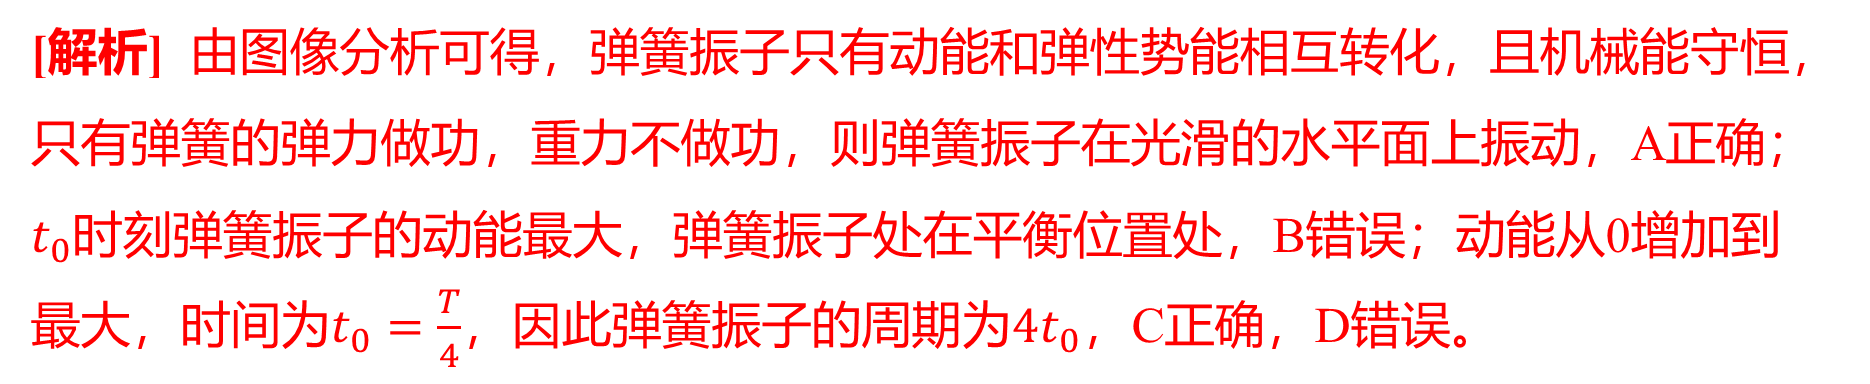 [解析] 由图像分析可得，弹簧振子只有动能和弹性势能相互转化，且机械能守恒，
只有弹簧的弹力做功，重力不做功，则弹簧振子在光滑的水平面上振动，A正确；
t₀时刻弹簧振子的动能最大，弹簧振子处在平衡位置处，B错误；动能从0增加到
最大，时间为t₀ = T/4，因此弹簧振子的周期为4t₀，C正确，D错误。